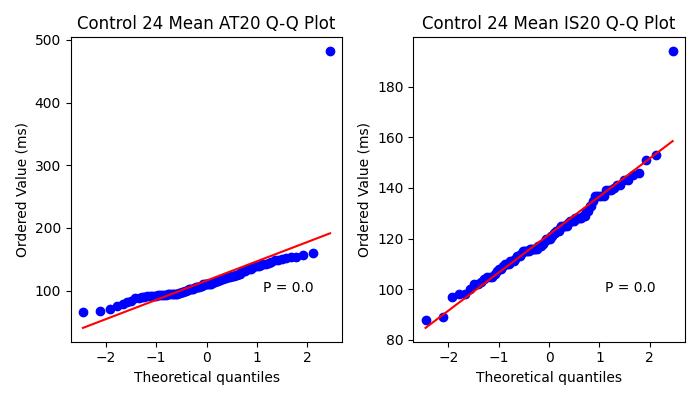 Control 24 Mean AT20 Q-Q Plot
Ordered Value (ms)
500
400
300
200
100
P = 0.0
−2
−1
0
1
2
Theoretical quantiles
Control 24 Mean IS20 Q-Q Plot
Ordered Value (ms)
180
160
140
120
100
80
P = 0.0
−2
−1
0
1
2
Theoretical quantiles